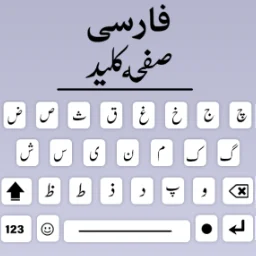 فارسی
صفحه کلید
چ ج ح خ غ ق ث ص ض
گ ک م ن ی س ش
و پ د ذ ط ظ
123